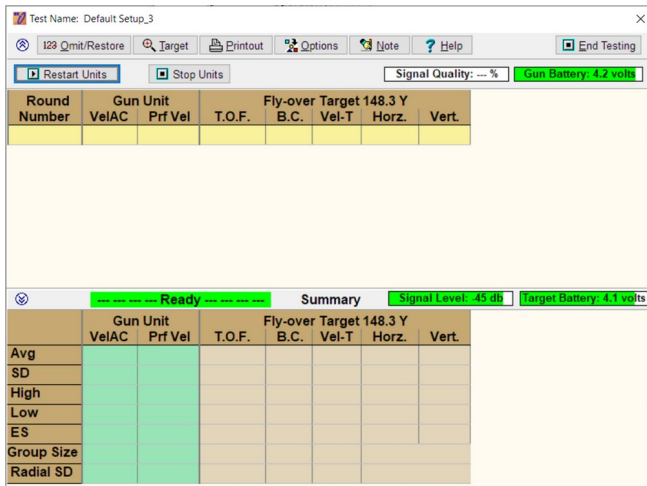 Test Name: Default Setup_3
123 Omit/Restore Target Printout Options Note Help End Testing
Restart Units Stop Units Signal Quality: --- % Gun Battery: 4.2 volts
Round Gun Unit Fly-over Target 148.3 Y
Number VelAC Prf Vel T.O.F. B.C. Vel-T Horz. Vert.
--- --- --- --- Ready --- --- --- --- Summary Signal Level: -45 db Target Battery: 4.1 volts
Gun Unit Fly-over Target 148.3 Y
VelAC Prf Vel T.O.F. B.C. Vel-T Horz. Vert.
Avg
SD
High
Low
ES
Group Size
Radial SD